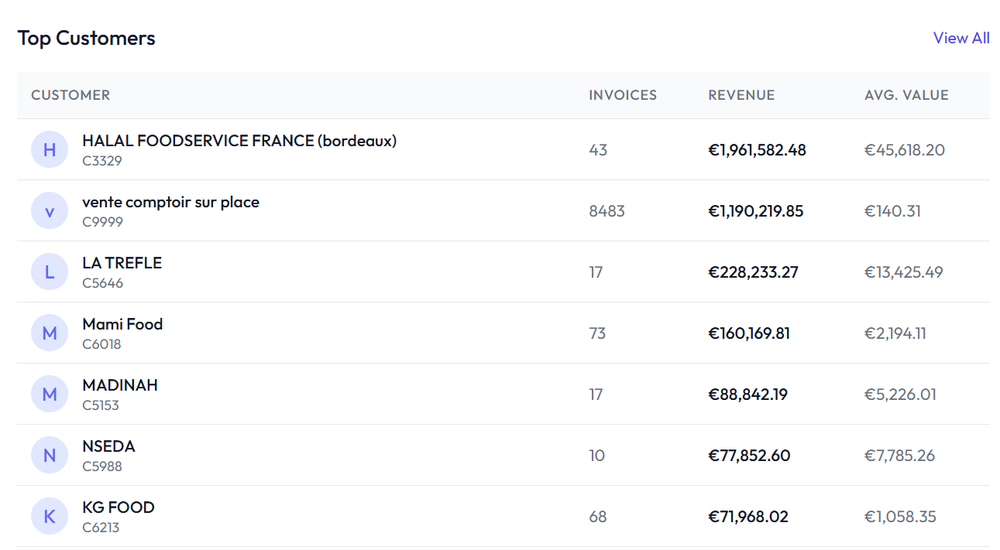 Top Customers
View All
CUSTOMER INVOICES REVENUE AVG. VALUE
H HALAL FOODSERVICE FRANCE (bordeaux) 43 €1,961,582.48 €45,618.20
C3329
v vente comptoir sur place 8483 €1,190,219.85 €140.31
C9999
L LA TREFLE 17 €228,233.27 €13,425.49
C5646
M Mami Food 73 €160,169.81 €2,194.11
C6018
M MADINAH 17 €88,842.19 €5,226.01
C5153
N NSEDA 10 €77,852.60 €7,785.26
C5988
K KG FOOD 68 €71,968.02 €1,058.35
C6213